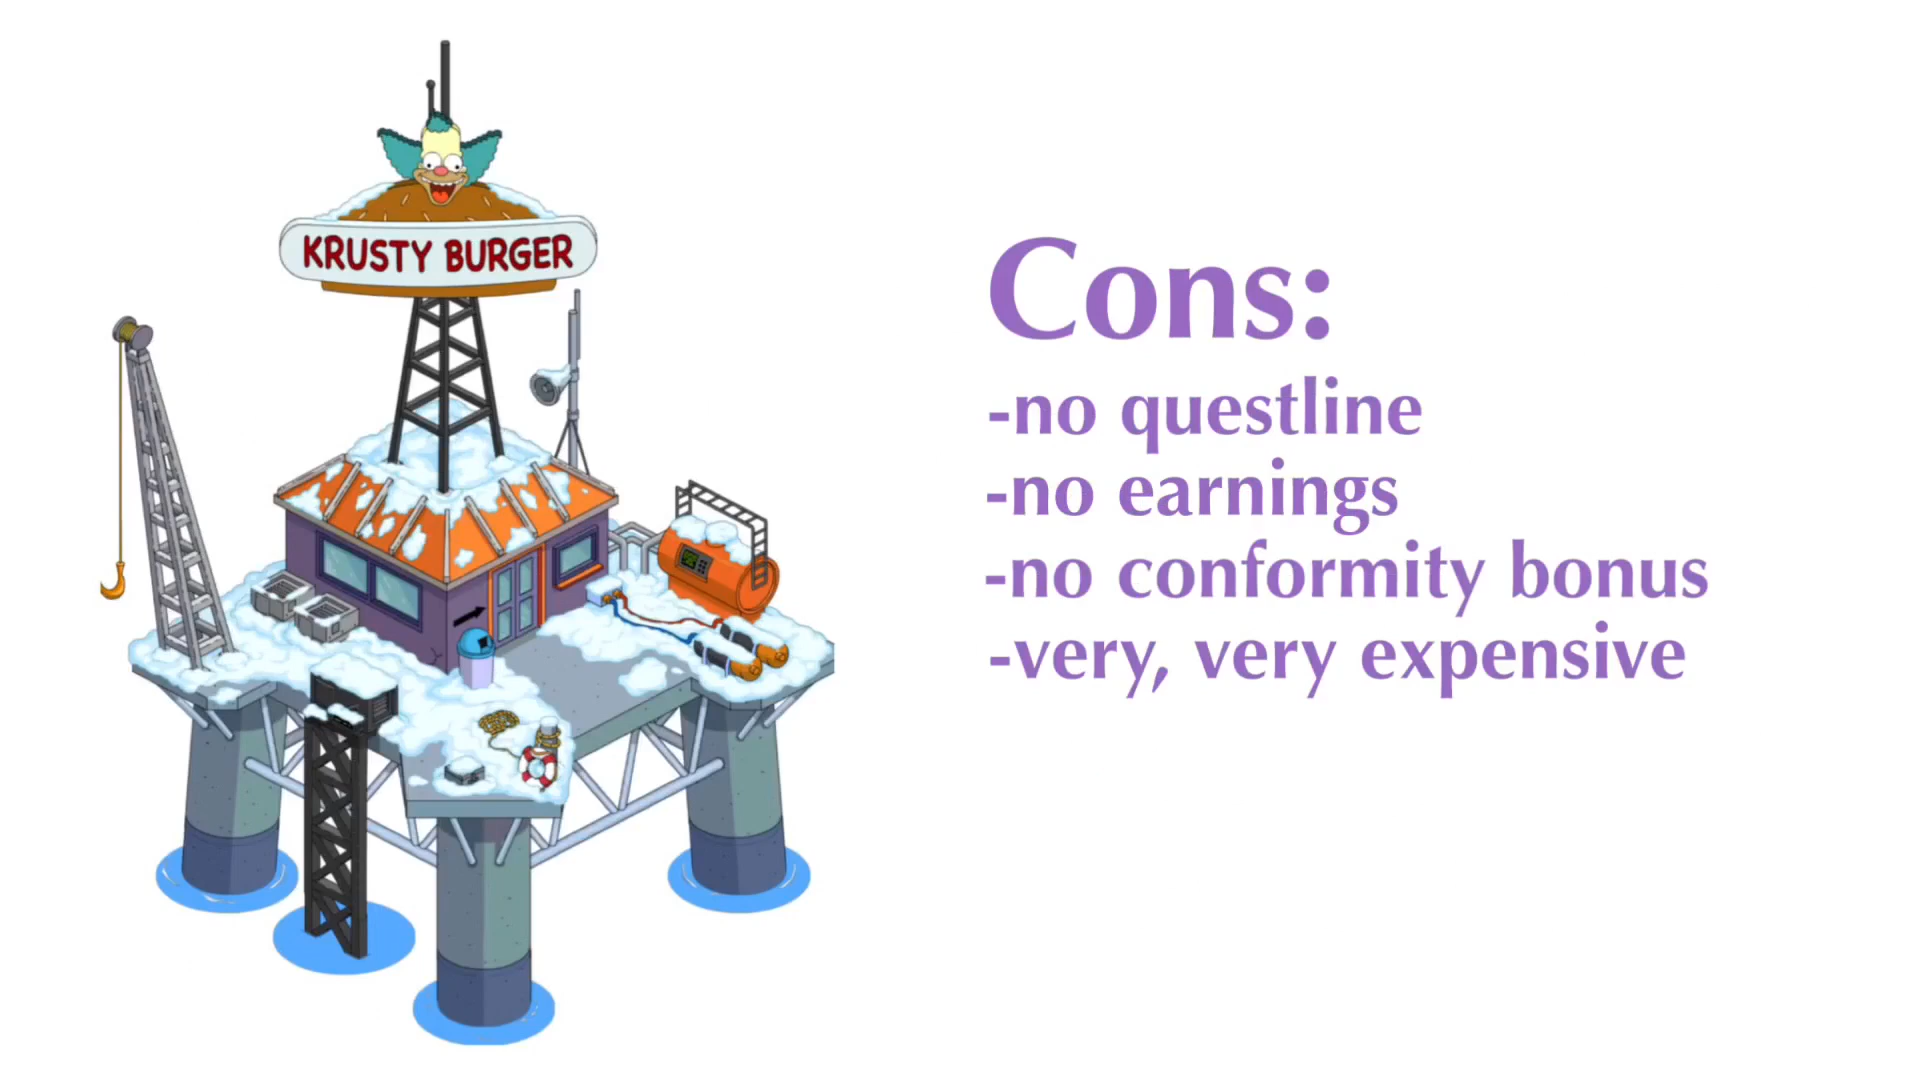 KRUSTY BURGER
Cons:
-no questline
-no earnings
-no conformity bonus
-very, very expensive